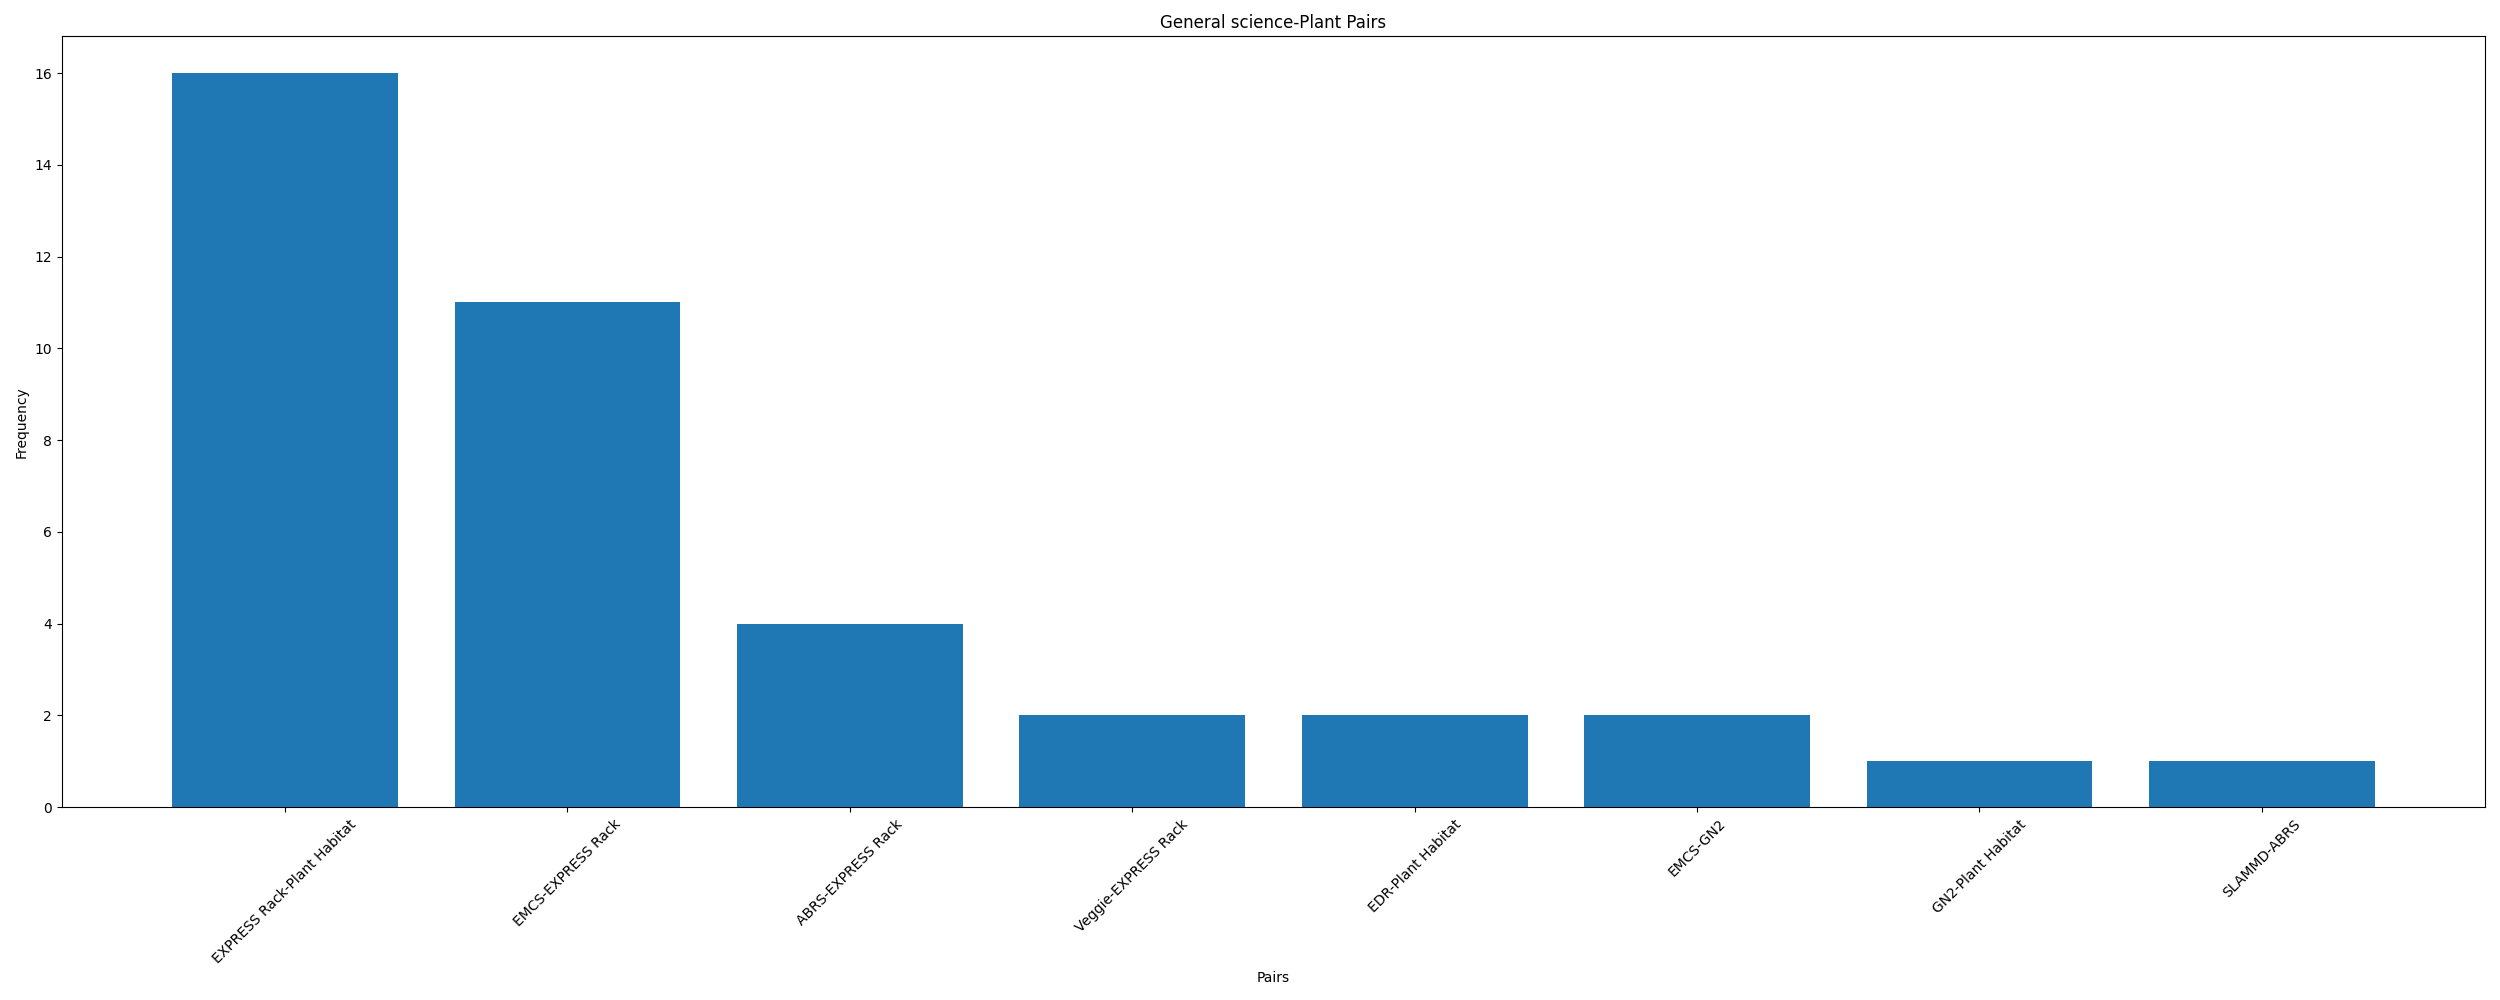 General science-Plant Pairs
16
14
12
10
8
6
4
2
0
Frequency
EXPRESS Rack-Plant Habitat
EMCS-EXPRESS Rack
ABRS-EXPRESS Rack
Veggie-EXPRESS Rack
EDR-Plant Habitat
EMCS-GN2
GN2-Plant Habitat
SLAMMD-ABRS
Pairs